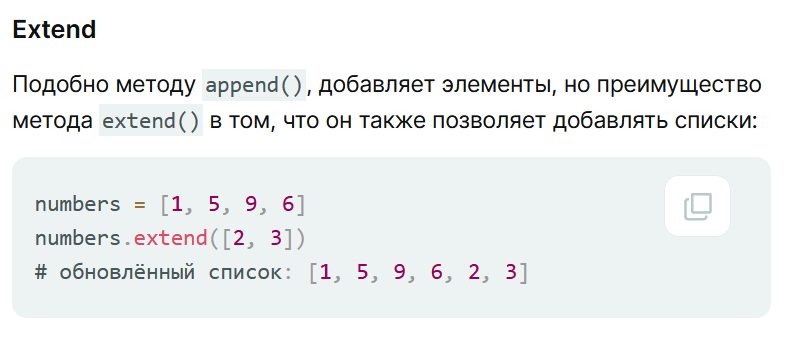 Extend
Подобно методу append(), добавляет элементы, но преимущество
метода extend() в том, что он также позволяет добавлять списки:
numbers = [1, 5, 9, 6]
numbers.extend([2, 3])
# обновлённый список: [1, 5, 9, 6, 2, 3]